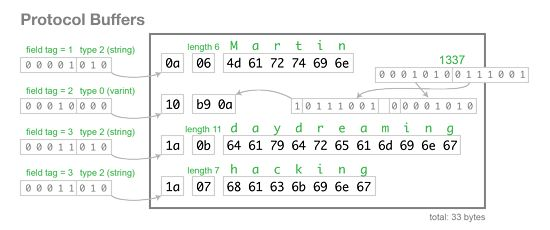 Protocol Buffers
field tag = 1 type 2 (string)
0 0 0 0 1 0 1 0
length 6
M a r t i n
0a 06 4d 61 72 74 69 6e
1337
0 0 0 1 0 1 0 0 1 1 1 0 0 1
field tag = 2 type 0 (varint)
0 0 0 1 0 0 0 0
10 b9 0a
1 0 1 1 1 0 0 1 0 0 0 0 1 0 1 0
field tag = 3 type 2 (string)
0 0 0 1 1 0 1 0
length 11
d a y d r e a m i n g
1a 0b 64 61 79 64 72 65 61 6d 69 6e 67
field tag = 3 type 2 (string)
0 0 0 1 1 0 1 0
length 7
h a c k i n g
1a 07 68 61 63 6b 69 6e 67
total: 33 bytes